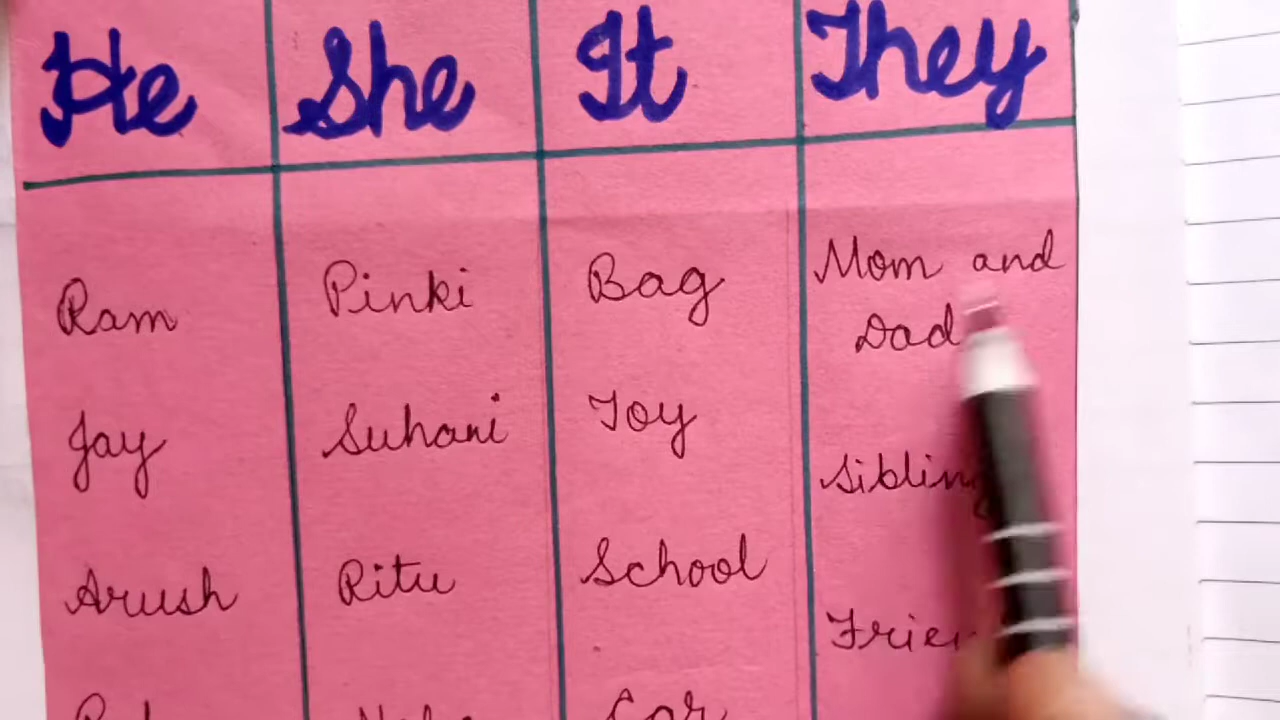 He She It They
Ram Pinki Bag Mom and
Dad
Jay Suhani Toy
Arush Ritu School